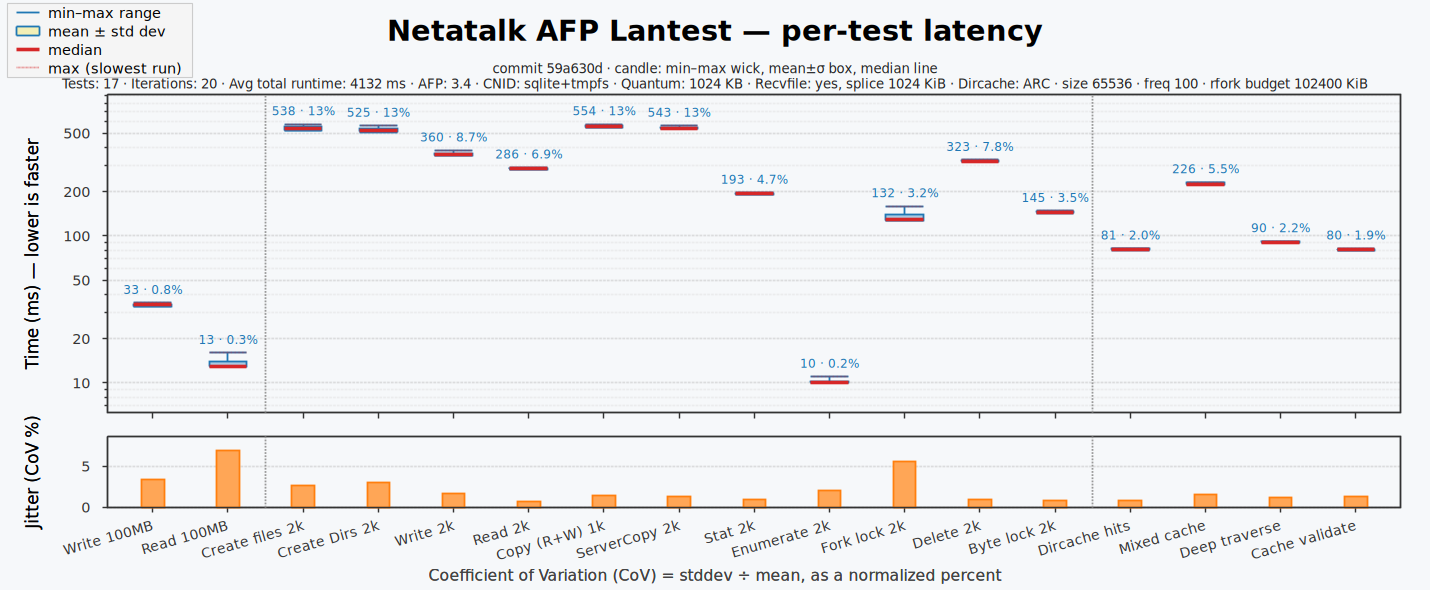 min–max range
mean ± std dev
median
max (slowest run)
Netatalk AFP Lantest — per-test latency
commit 59a630d · candle: min–max wick, mean±σ box, median line
Tests: 17 · Iterations: 20 · Avg total runtime: 4132 ms · AFP: 3.4 · CNID: sqlite+tmpfs · Quantum: 1024 KB · Recvfile: yes, splice 1024 KiB · Dircache: ARC · size 65536 · freq 100 · rfork budget 102400 KiB
Time (ms) — lower is faster
500
200
100
50
20
10
33 · 0.8%
13 · 0.3%
538 · 13%
525 · 13%
360 · 8.7%
286 · 6.9%
554 · 13%
543 · 13%
193 · 4.7%
10 · 0.2%
132 · 3.2%
323 · 7.8%
145 · 3.5%
81 · 2.0%
226 · 5.5%
90 · 2.2%
80 · 1.9%
Jitter (CoV %)
5
0
Write 100MB
Read 100MB
Create files 2k
Create Dirs 2k
Write 2k
Read 2k
Copy (R+W) 1k
ServerCopy 2k
Stat 2k
Enumerate 2k
Fork lock 2k
Delete 2k
Byte lock 2k
Dircache hits
Mixed cache
Deep traverse
Cache validate
Coefficient of Variation (CoV) = stddev ÷ mean, as a normalized percent